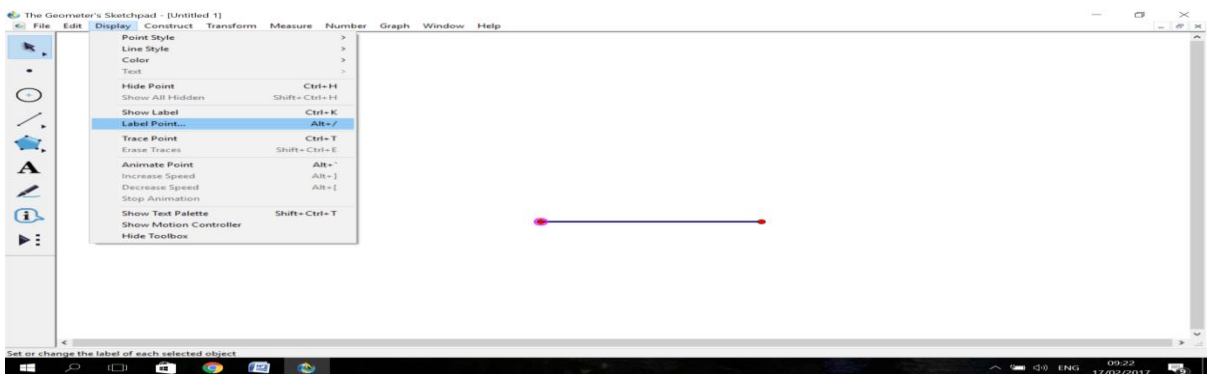 The Geometer's Sketchpad - [Untitled 1]
File Edit Display Construct Transform Measure Number Graph Window Help
Point Style >
Line Style >
Color >
Text >
Hide Point Ctrl+H
Show All Hidden Shift+Ctrl+H
Show Label Ctrl+K
Label Point... Alt+/
Trace Point Ctrl+T
Erase Traces Shift+Ctrl+E
Animate Point Alt+`
Increase Speed Alt+]
Decrease Speed Alt+[
Stop Animation
Show Text Palette Shift+Ctrl+T
Show Motion Controller
Hide Toolbox
A
Set or change the label of each selected object
ENG
09:22
17/02/2017